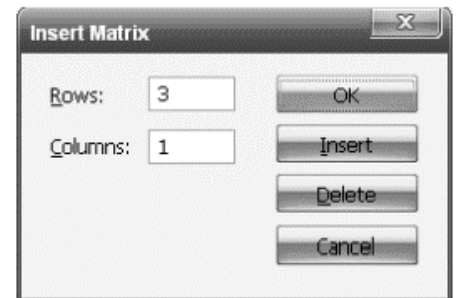 Insert Matrix
Rows: 3 OK
Columns: 1 Insert
Delete
Cancel